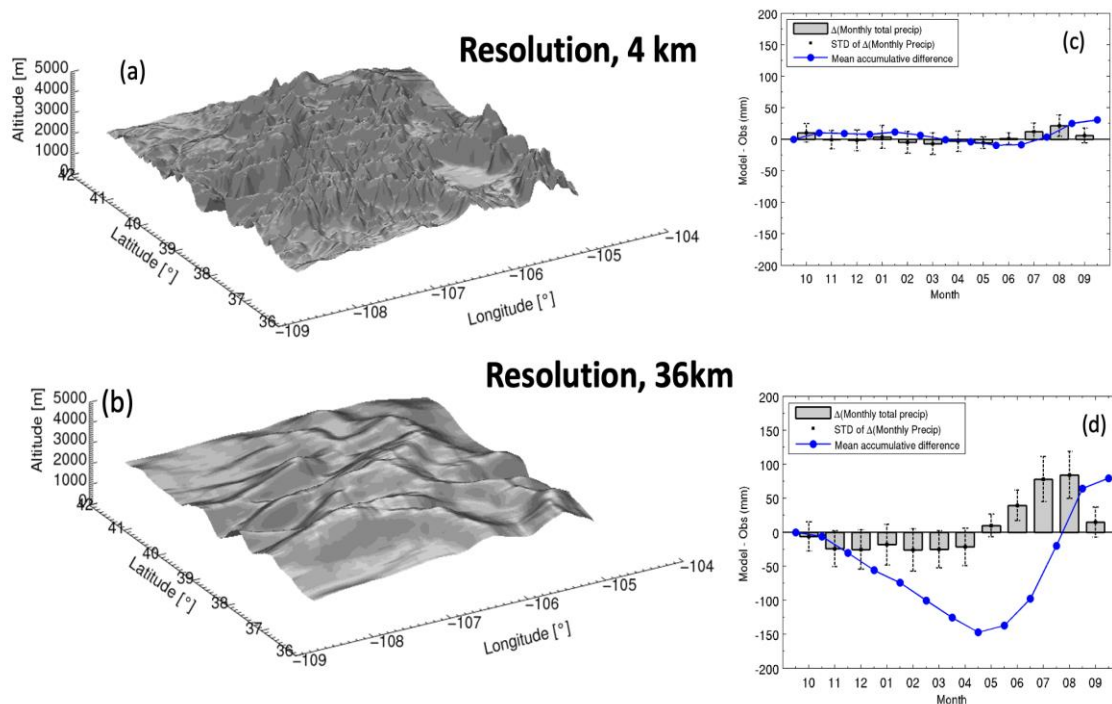 Resolution, 4 km
(a)
Altitude [m]
5000
4000
3000
2000
1000
0
42
41
40
39
38
37
36
Latitude [°]
−109
−108
−107
−106
−105
−104
Longitude [°]
(c)
Δ(Monthly total precip)
STD of Δ(Monthly Precip)
Mean accumulative difference
200
150
100
50
0
-50
-100
-150
-200
Model - Obs (mm)
10 11 12 01 02 03 04 05 06 07 08 09
Month
Resolution, 36km
(b)
Altitude [m]
5000
4000
3000
2000
1000
0
42
41
40
39
38
37
36
Latitude [°]
−109
−108
−107
−106
−105
−104
Longitude [°]
(d)
Δ(Monthly total precip)
STD of Δ(Monthly Precip)
Mean accumulative difference
200
150
100
50
0
-50
-100
-150
-200
Model - Obs (mm)
10 11 12 01 02 03 04 05 06 07 08 09
Month